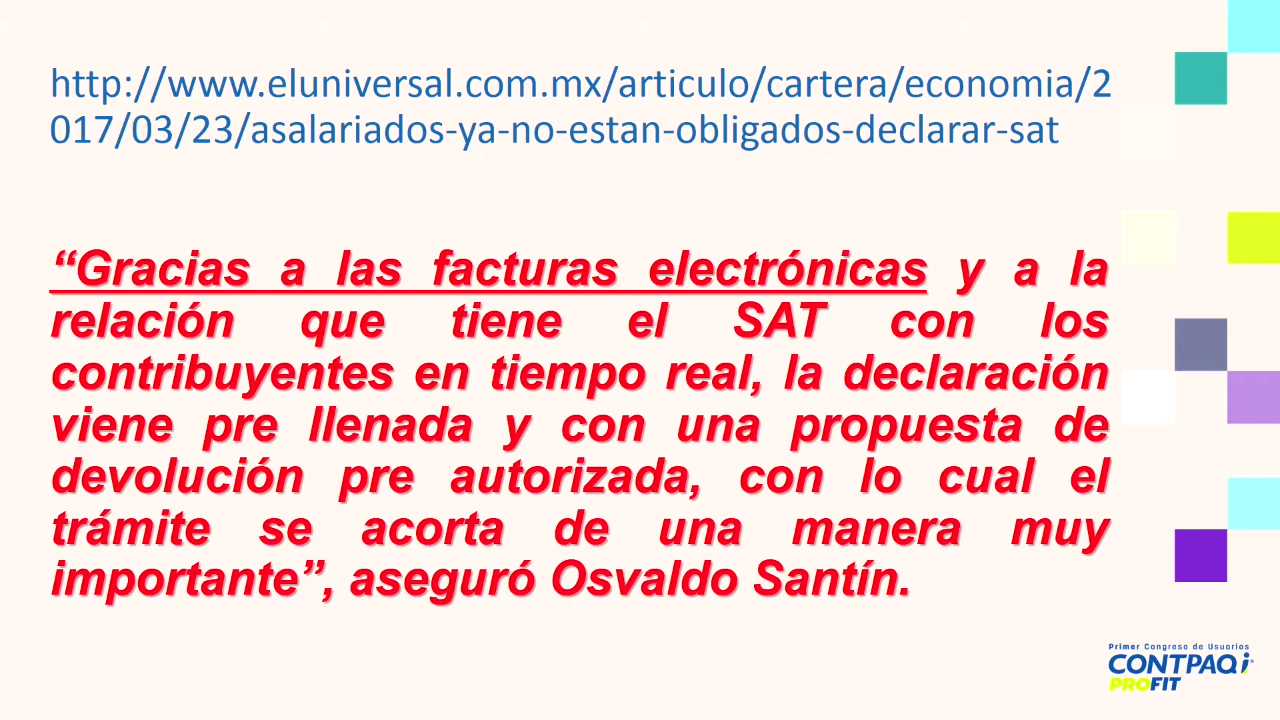 http://www.eluniversal.com.mx/articulo/cartera/economia/2
017/03/23/asalariados-ya-no-estan-obligados-declarar-sat
“Gracias a las facturas electrónicas y a la
relación que tiene el SAT con los
contribuyentes en tiempo real, la declaración
viene pre llenada y con una propuesta de
devolución pre autorizada, con lo cual el
trámite se acorta de una manera muy
importante”, aseguró Osvaldo Santín.
Primer Congreso de Usuarios
CONTPAQi
PROFIT